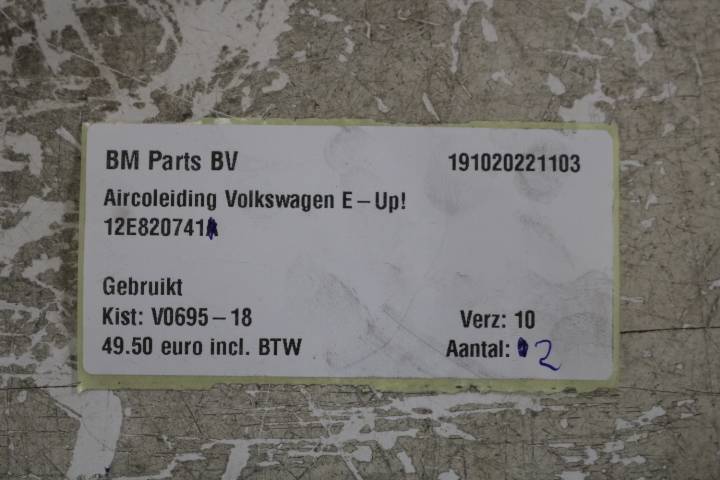 BM Parts BV 191020221103
Aircoleiding Volkswagen E-Up!
12E820741
Gebruikt
Kist: V0695-18 Verz: 10
49.50 euro incl. BTW Aantal: 2